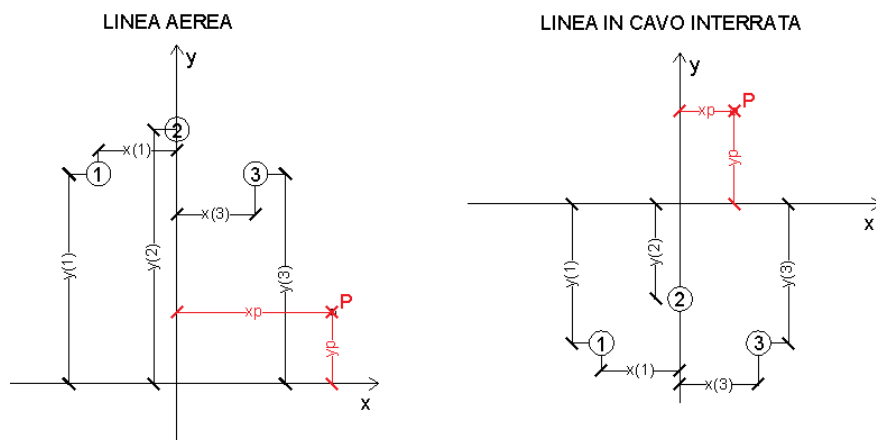 LINEA AEREA
y
2
x(1)
1
3
x(3)
y(1)
y(2)
y(3)
P
xp
yp
x
LINEA IN CAVO INTERRATA
y
P
xp
yp
x
y(1)
y(2)
y(3)
2
1
3
x(1)
x(3)